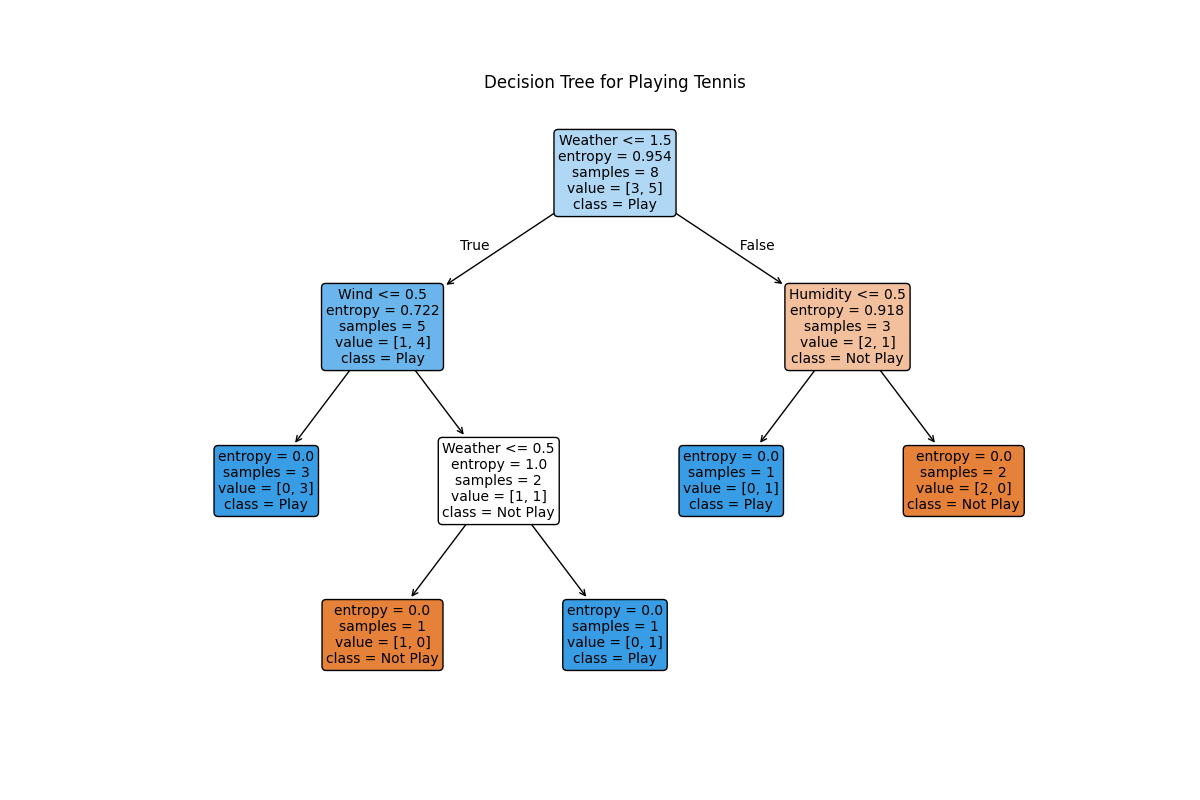 Decision Tree for Playing Tennis
Weather <= 1.5
entropy = 0.954
samples = 8
value = [3, 5]
class = Play
True
False
Wind <= 0.5
entropy = 0.722
samples = 5
value = [1, 4]
class = Play
Humidity <= 0.5
entropy = 0.918
samples = 3
value = [2, 1]
class = Not Play
entropy = 0.0
samples = 3
value = [0, 3]
class = Play
Weather <= 0.5
entropy = 1.0
samples = 2
value = [1, 1]
class = Not Play
entropy = 0.0
samples = 1
value = [0, 1]
class = Play
entropy = 0.0
samples = 2
value = [2, 0]
class = Not Play
entropy = 0.0
samples = 1
value = [1, 0]
class = Not Play
entropy = 0.0
samples = 1
value = [0, 1]
class = Play